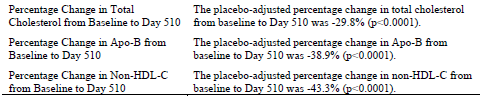 Percentage Change in Total
Cholesterol from Baseline to Day 510
The placebo-adjusted percentage change in total cholesterol
from baseline to Day 510 was -29.8% (p<0.0001).
Percentage Change in Apo-B from
Baseline to Day 510
The placebo-adjusted percentage change in Apo-B from
baseline to Day 510 was -38.9% (p<0.0001).
Percentage Change in Non-HDL-C
from Baseline to Day 510
The placebo-adjusted percentage change in non-HDL-C from
baseline to Day 510 was -43.3% (p<0.0001).